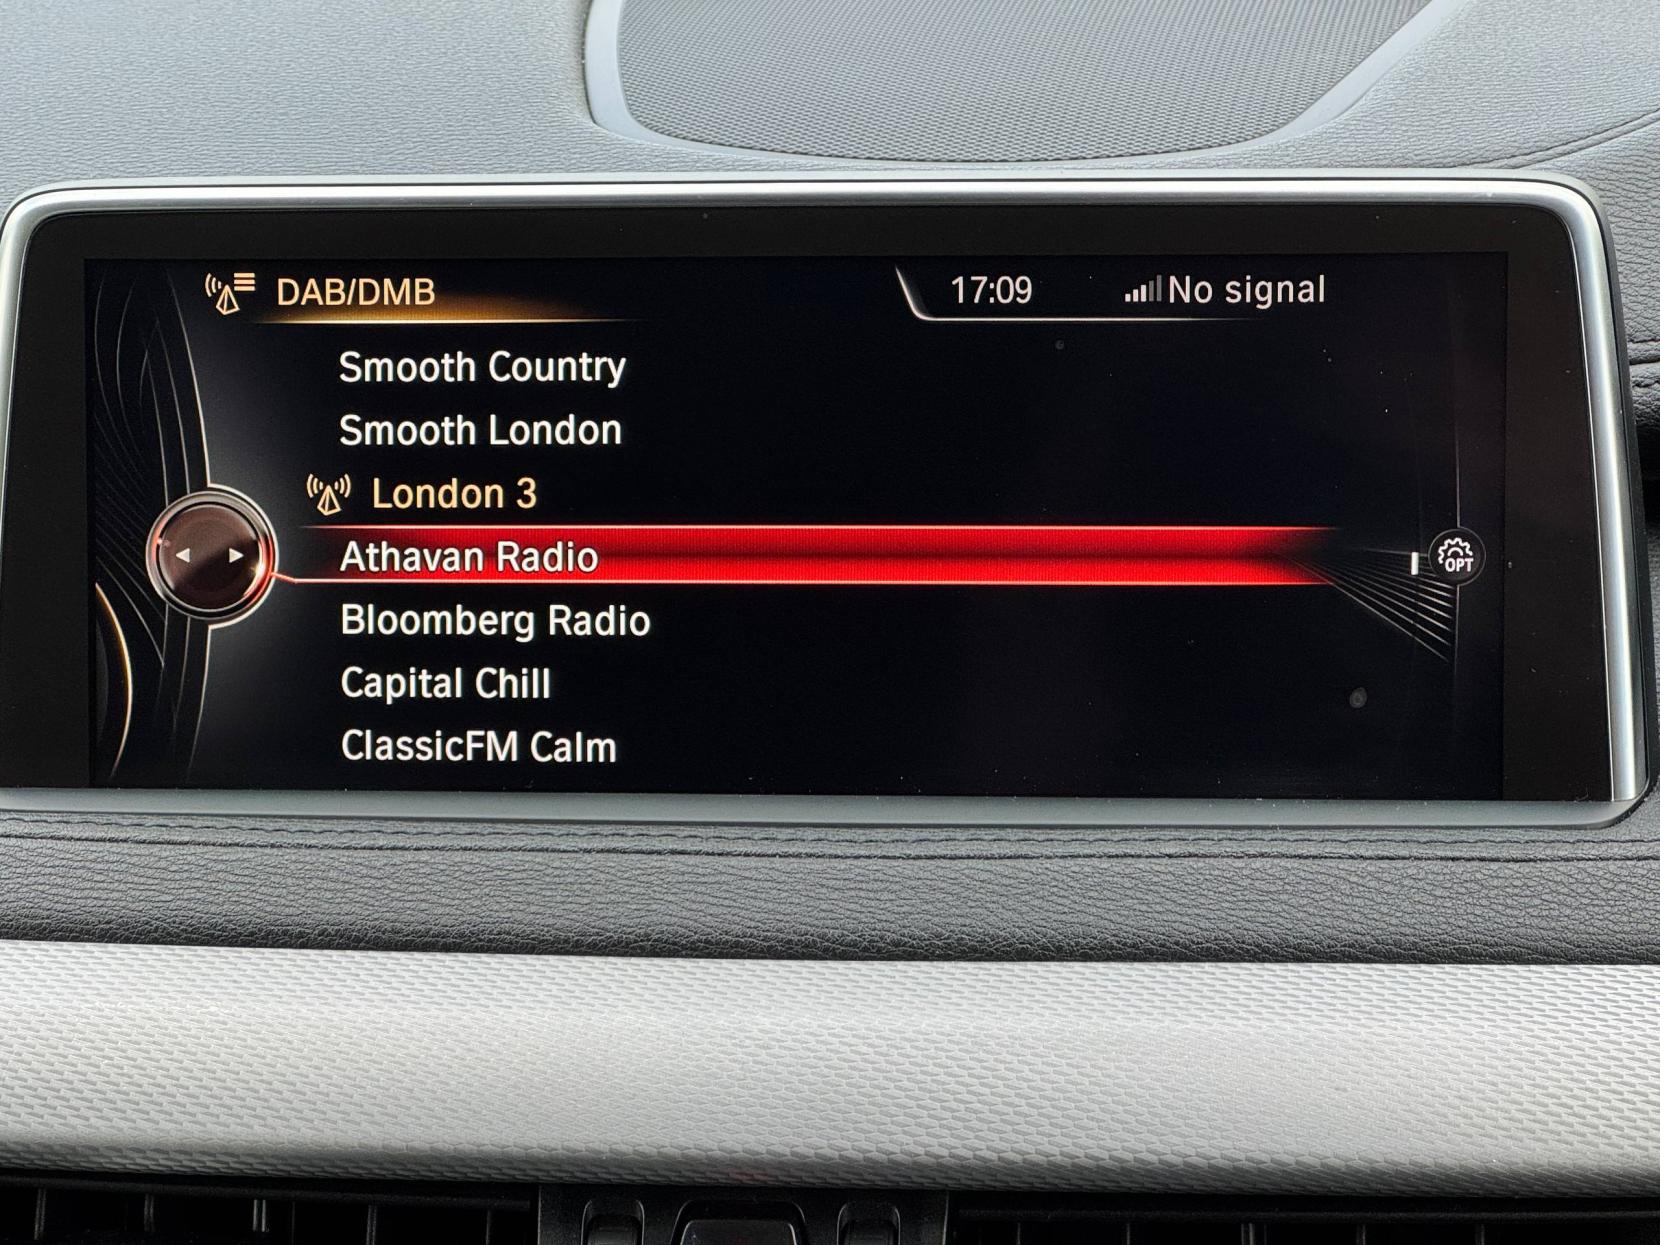 DAB/DMB
17:09
No signal
Smooth Country
Smooth London
London 3
Athavan Radio
OPT
Bloomberg Radio
Capital Chill
ClassicFM Calm